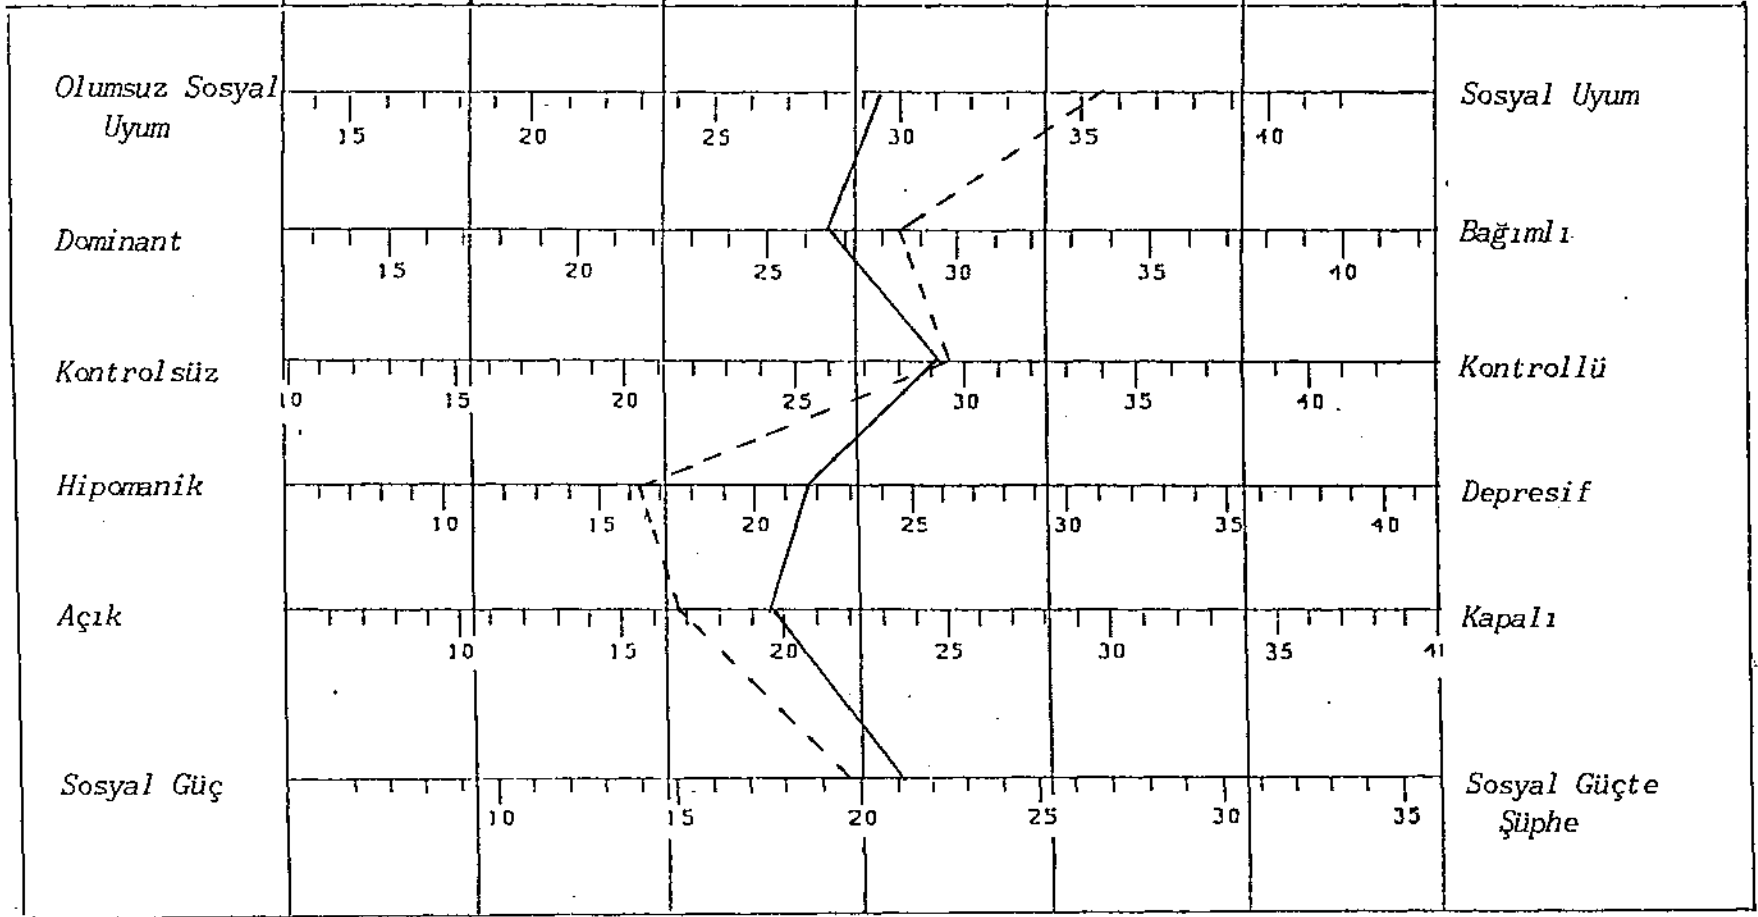 Olumsuz Sosyal Uyum
Sosyal Uyum
15 20 25 30 35 40
Dominant
Bağımlı
15 20 25 30 35 40
Kontrolsüz
Kontrollü
10 15 20 25 30 35 40
Hipomanik
Depresif
10 15 20 25 30 35 40
Açık
Kapalı
10 15 20 25 30 35 41
Sosyal Güç
Sosyal Güçte Şüphe
10 15 20 25 30 35